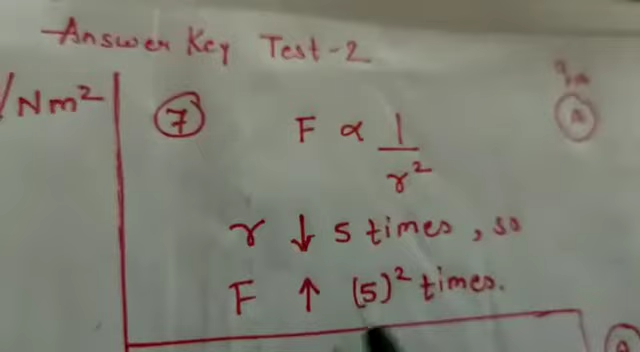 Answer Key Test-2
/Nm²
⑦ F ∝ 1/r²
Ⓐ
r ↓ 5 times, so
F ↑ (5)² times.